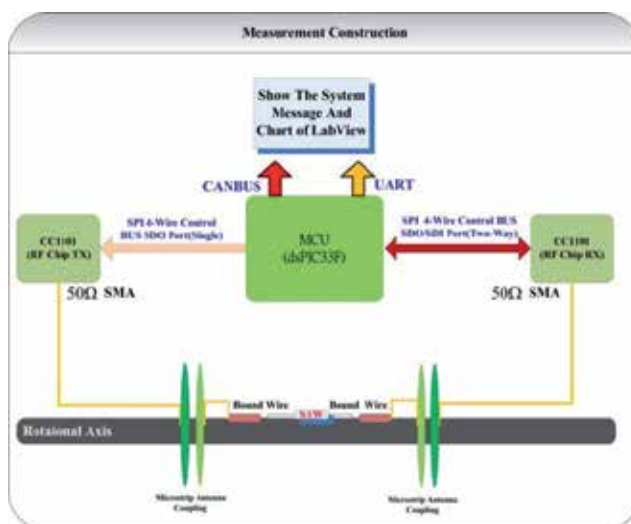 Measurement Construction
Show The System
Message And
Chart of LabView
CANBUS
UART
SPI 4-Wire Control
BUS SDO Port(Single)
MCU
(dsPIC33F)
SPI 4-Wire Control BUS
SDO/SDI Port(Two-Way)
CC1101
(RF Chip TX)
CC1101
(RF Chip RX)
50Ω SMA
50Ω SMA
Bound Wire
SAW
Bound Wire
Rotaional Axis
Microstrip Antenna
Coupling
Microstrip Antenna
Coupling